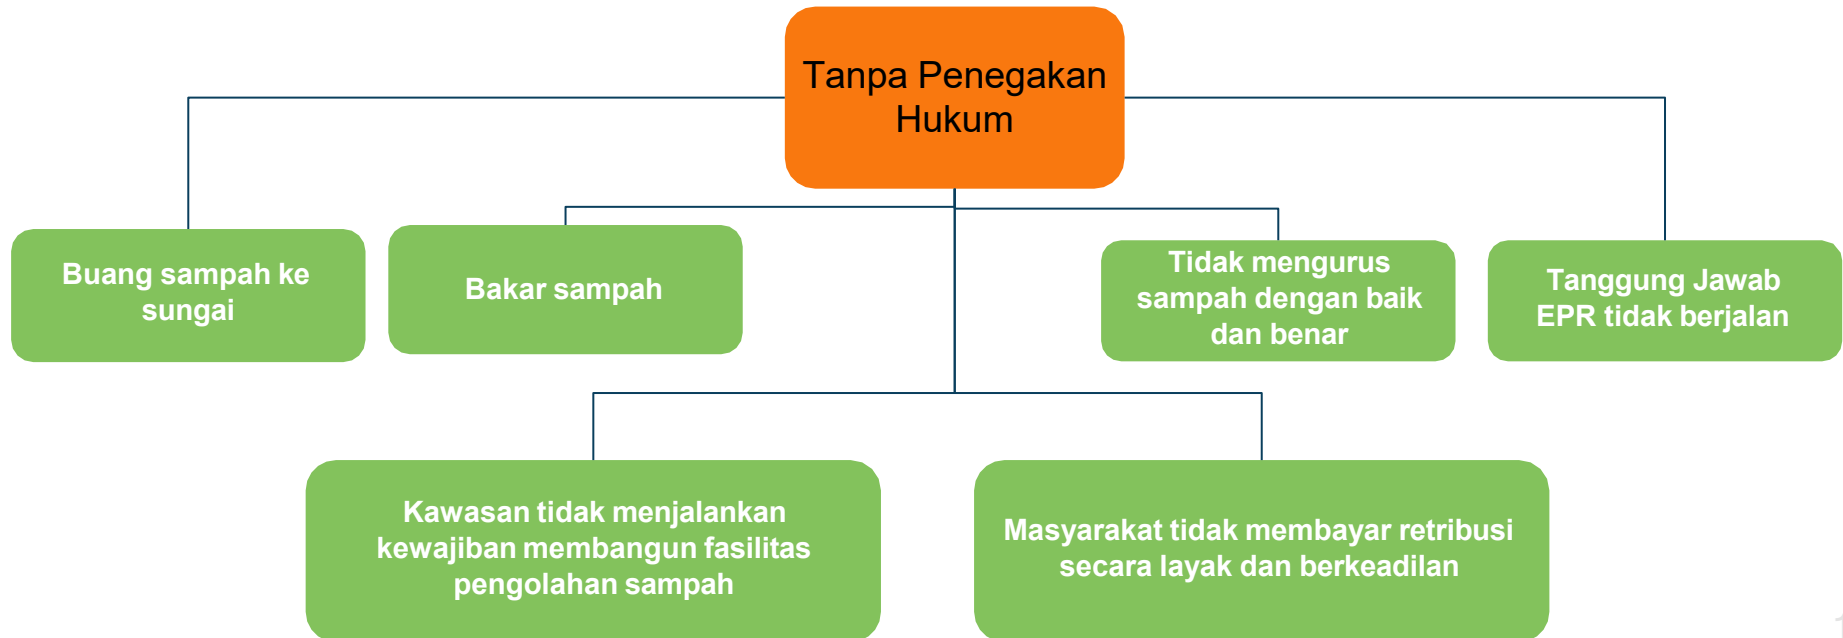 Tanpa Penegakan
Hukum
Buang sampah ke
sungai
Bakar sampah
Tidak mengurus
sampah dengan baik
dan benar
Tanggung Jawab
EPR tidak berjalan
Kawasan tidak menjalankan
kewajiban membangun fasilitas
pengolahan sampah
Masyarakat tidak membayar retribusi
secara layak dan berkeadilan